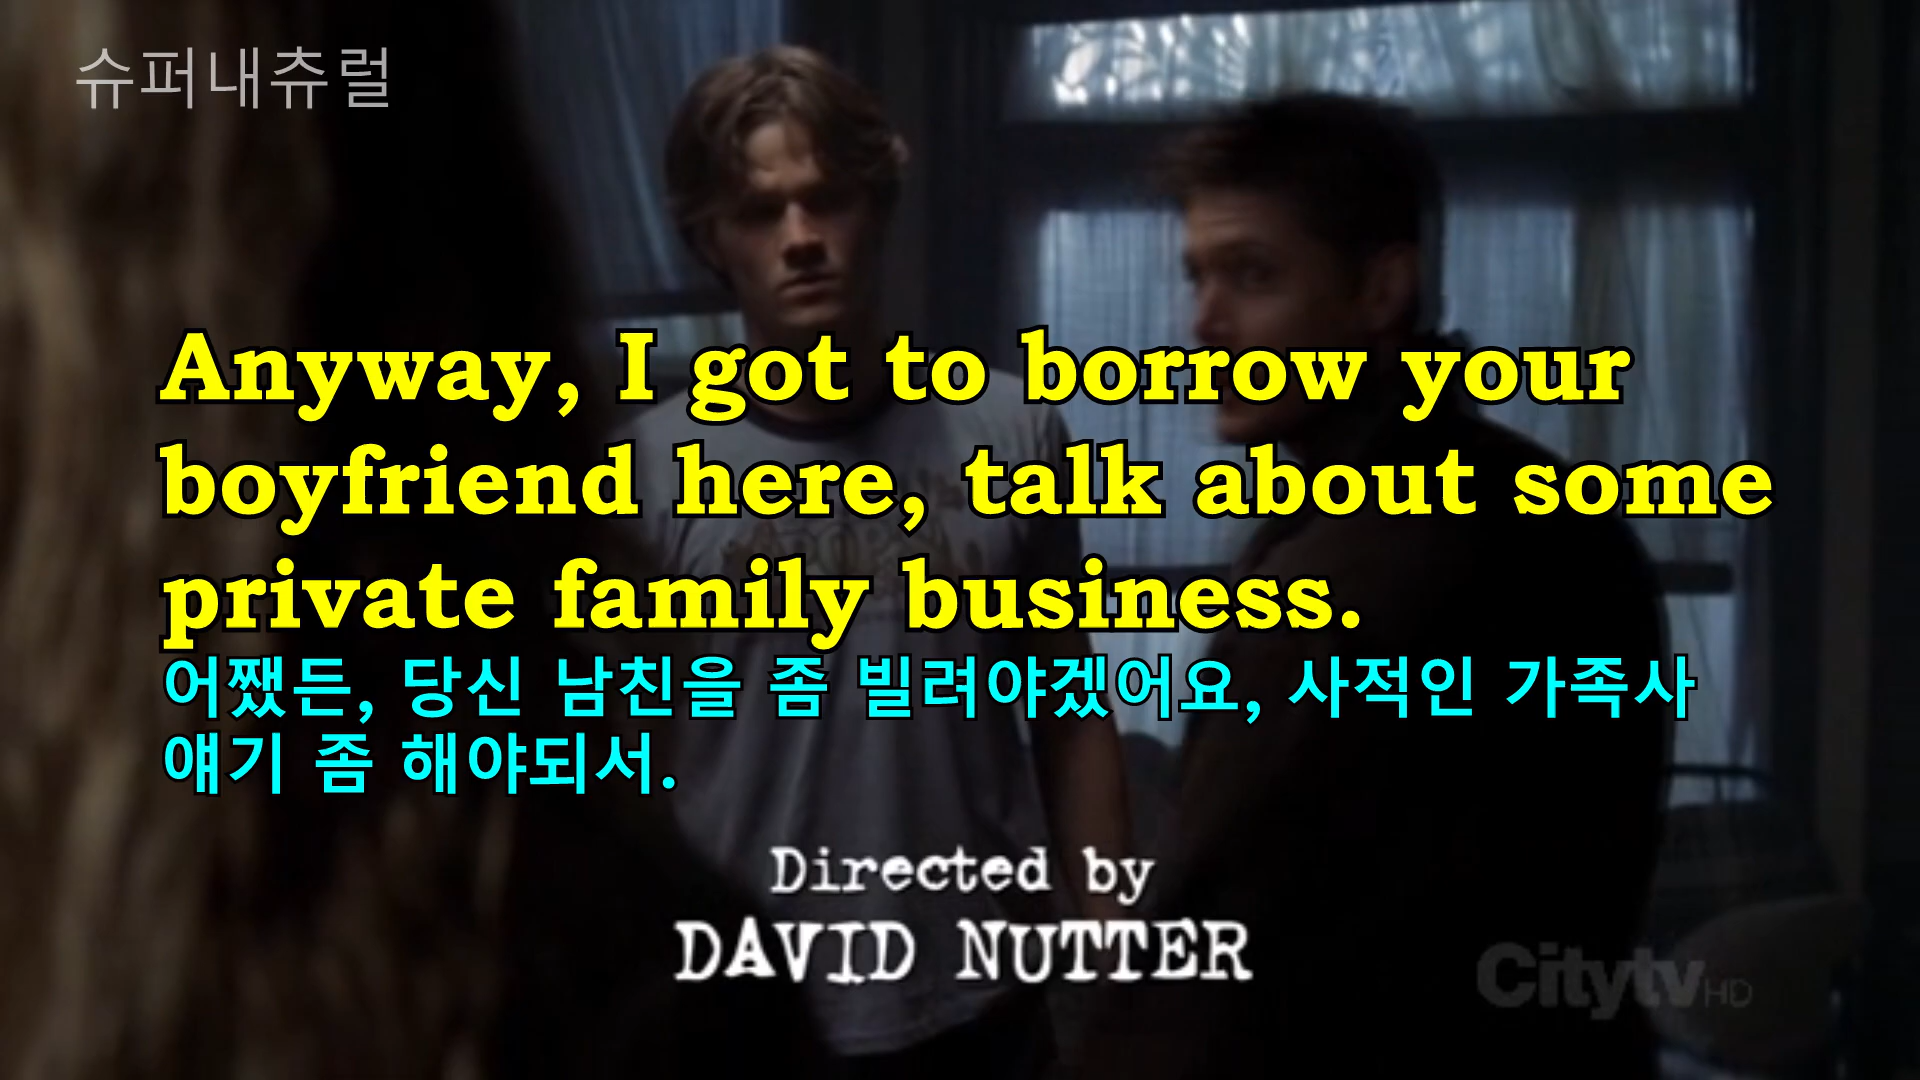 슈퍼내츄럴
Anyway, I got to borrow your
boyfriend here, talk about some
private family business.
어쨌든, 당신 남친을 좀 빌려야겠어요, 사적인 가족사
얘기 좀 해야되서.
Directed by
DAVID NUTTER
Citytv HD